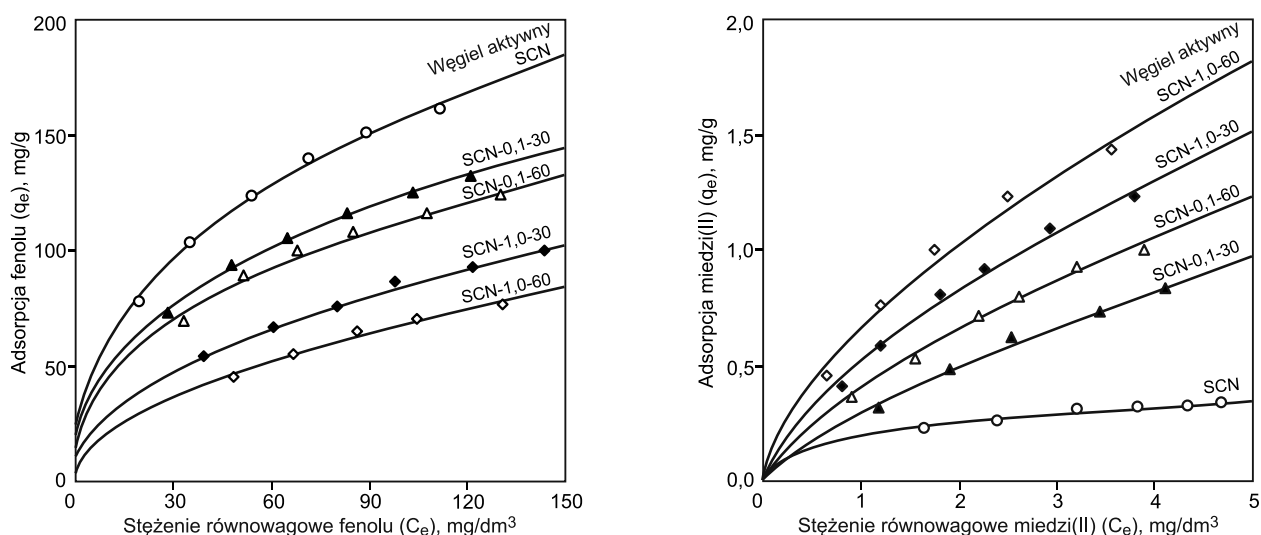 200
150
100
50
0
0 30 60 90 120 150
Adsorpcja fenolu (qe), mg/g
Stężenie równowagowe fenolu (Ce), mg/dm³
Węgiel aktywny
SCN
SCN-0,1-30
SCN-0,1-60
SCN-1,0-30
SCN-1,0-60
2,0
1,5
1,0
0,5
0,0
0 1 2 3 4 5
Adsorpcja miedzi(II) (qe), mg/g
Stężenie równowagowe miedzi(II) (Ce), mg/dm³
Węgiel aktywny
SCN-1,0-60
SCN-1,0-30
SCN-0,1-60
SCN-0,1-30
SCN